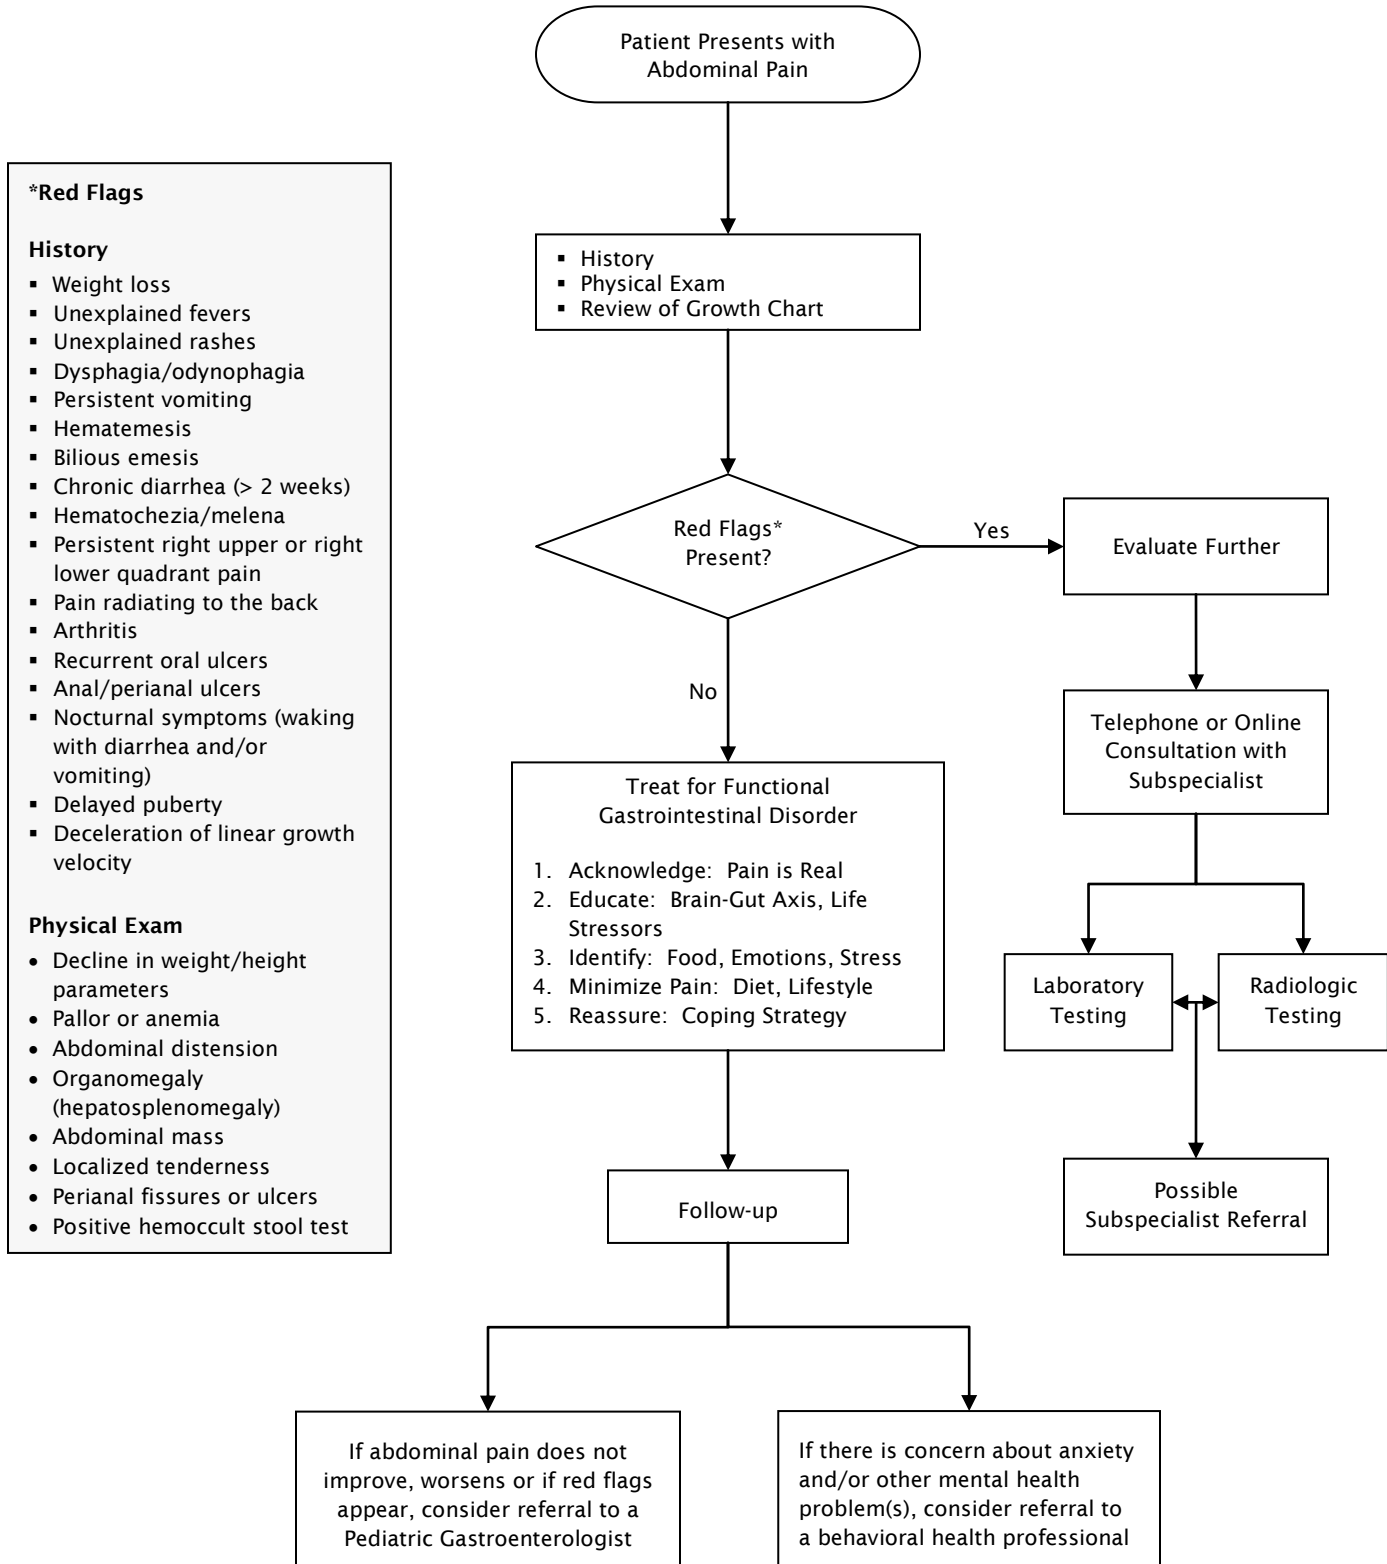 Patient Presents with
Abdominal Pain
*Red Flags
History
▪ Weight loss
▪ Unexplained fevers
▪ Unexplained rashes
▪ Dysphagia/odynophagia
▪ Persistent vomiting
▪ Hematemesis
▪ Bilious emesis
▪ Chronic diarrhea (> 2 weeks)
▪ Hematochezia/melena
▪ Persistent right upper or right
lower quadrant pain
▪ Pain radiating to the back
▪ Arthritis
▪ Recurrent oral ulcers
▪ Anal/perianal ulcers
▪ Nocturnal symptoms (waking
with diarrhea and/or
vomiting)
▪ Delayed puberty
▪ Deceleration of linear growth
velocity
Physical Exam
• Decline in weight/height
parameters
• Pallor or anemia
• Abdominal distension
• Organomegaly
(hepatosplenomegaly)
• Abdominal mass
• Localized tenderness
• Perianal fissures or ulcers
• Positive hemoccult stool test
▪ History
▪ Physical Exam
▪ Review of Growth Chart
Red Flags*
Present?
Yes
Evaluate Further
No
Telephone or Online
Consultation with
Subspecialist
Treat for Functional
Gastrointestinal Disorder
1. Acknowledge: Pain is Real
2. Educate: Brain-Gut Axis, Life
Stressors
3. Identify: Food, Emotions, Stress
4. Minimize Pain: Diet, Lifestyle
5. Reassure: Coping Strategy
Laboratory
Testing
Radiologic
Testing
Possible
Subspecialist Referral
Follow-up
If abdominal pain does not
improve, worsens or if red flags
appear, consider referral to a
Pediatric Gastroenterologist
If there is concern about anxiety
and/or other mental health
problem(s), consider referral to
a behavioral health professional